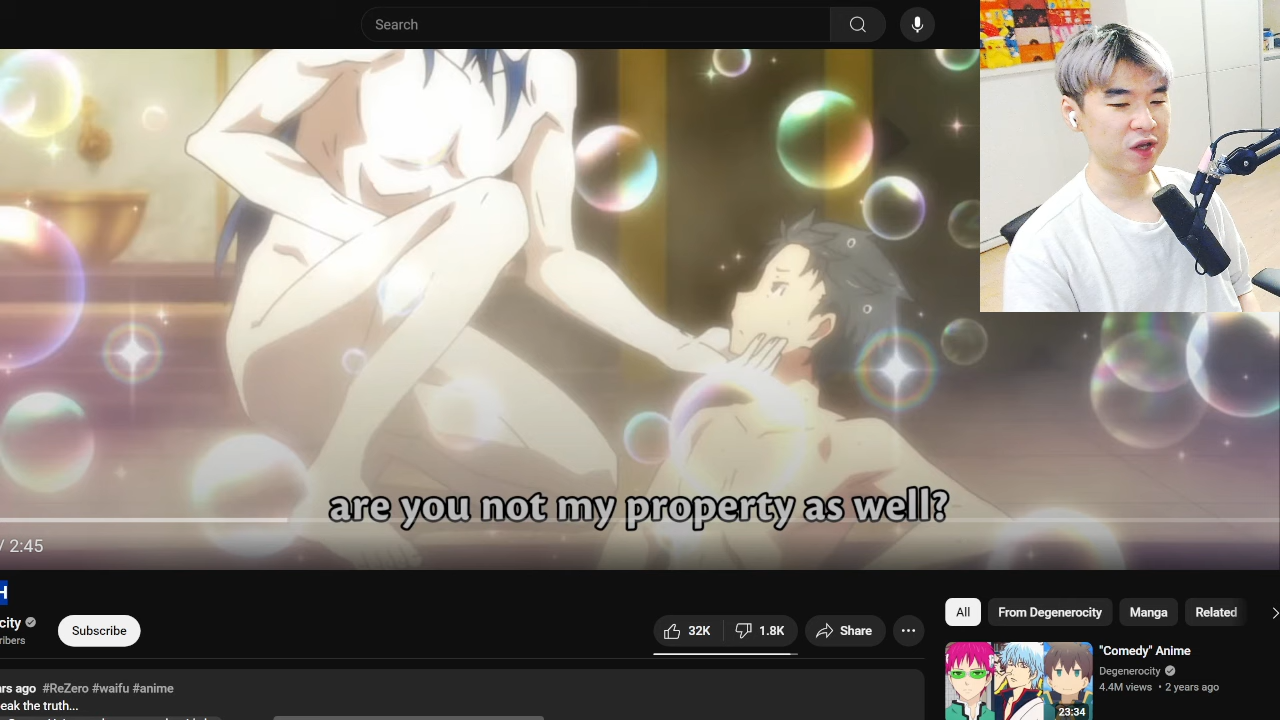 Search
are you not my property as well?
/ 2:45
H
city
Subscribe
32K
1.8K
Share
ribers
All
From Degenerocity
Manga
Related
"Comedy" Anime
Degenerocity
4.4M views • 2 years ago
23:34
ars ago #ReZero #waifu #anime
eak the truth...